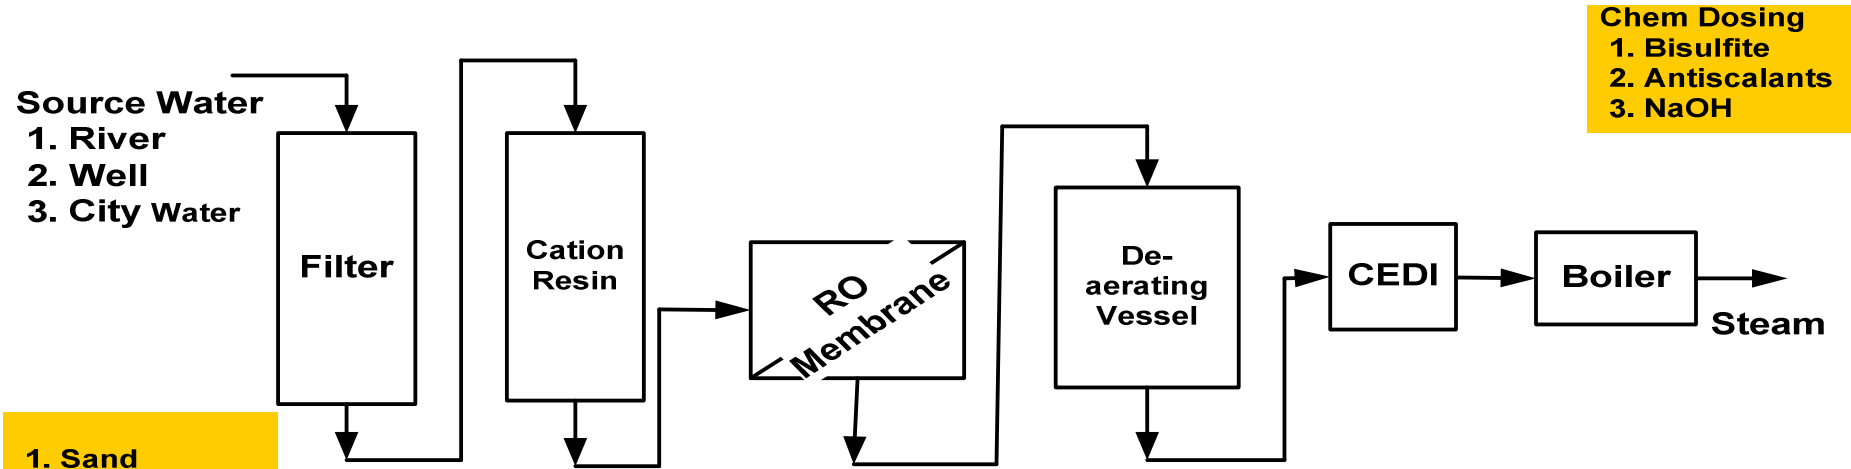 Source Water
1. River
2. Well
3. City Water
Filter
1. Sand
Cation
Resin
RO
Membrane
De-
aerating
Vessel
CEDI
Boiler
Steam
Chem Dosing
1. Bisulfite
2. Antiscalants
3. NaOH